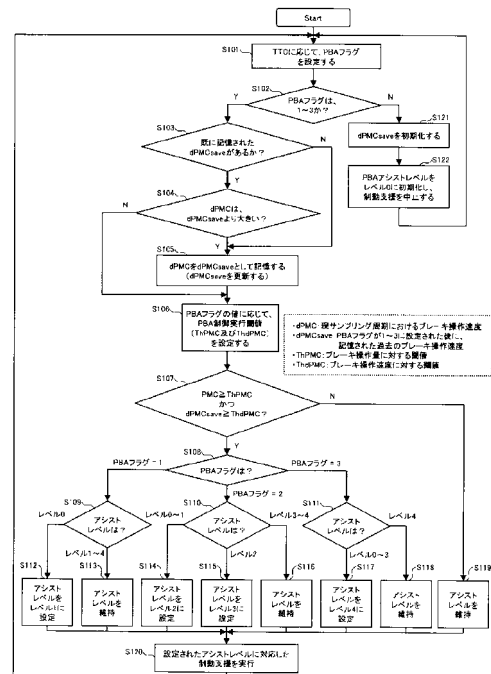 Start
S101
TTCに応じて、PBAフラグ
を設定する
S102
PBAフラグは、
1~3か?
Y
N
S103
既に記憶された
dPMCsaveがあるか?
Y
N
S121
dPMCsaveを初期化する
S122
PBAアシストレベルを
レベル0に初期化し、
制動支援を
中止する
S104
dPMCは、
dPMCsaveより大きい?
N
Y
S105
dPMCをdPMCsaveとして記憶する
(dPMCsaveを更新する)
S106
PBAフラグの値に応じて、
PBA制御実行閾値
(ThPMC及びThdPMC)
を設定する
・dPMC:現サンプリング周期におけるブレーキ操作速度
・dPMCsave:PBAフラグが1~3に設定された後に、
記憶された過去のブレーキ操作速度
・ThPMC:ブレーキ操作量に対する閾値
・ThdPMC:ブレーキ操作速度に対する閾値
S107
PMC≧ThPMC
かつ
dPMCsave≧ThdPMC?
N
Y
S108
PBAフラグは?
PBAフラグ=1
PBAフラグ=2
PBAフラグ=3
S109
アシスト
レベルは?
レベル0
レベル1~4
S110
アシスト
レベルは?
レベル0~1
レベル2
レベル3~4
S111
アシスト
レベルは?
レベル0~3
レベル4
S112
アシスト
レベルを
レベル1に
設定
S113
アシスト
レベルを
維持
S114
アシスト
レベルを
レベル2に
設定
S115
アシスト
レベルを
レベル3に
設定
S116
アシスト
レベルを
維持
S117
アシスト
レベルを
レベル4に
設定
S118
アシスト
レベルを
維持
S119
アシスト
レベルを
維持
S120
設定されたアシストレベルに対応した
制動支援を実行